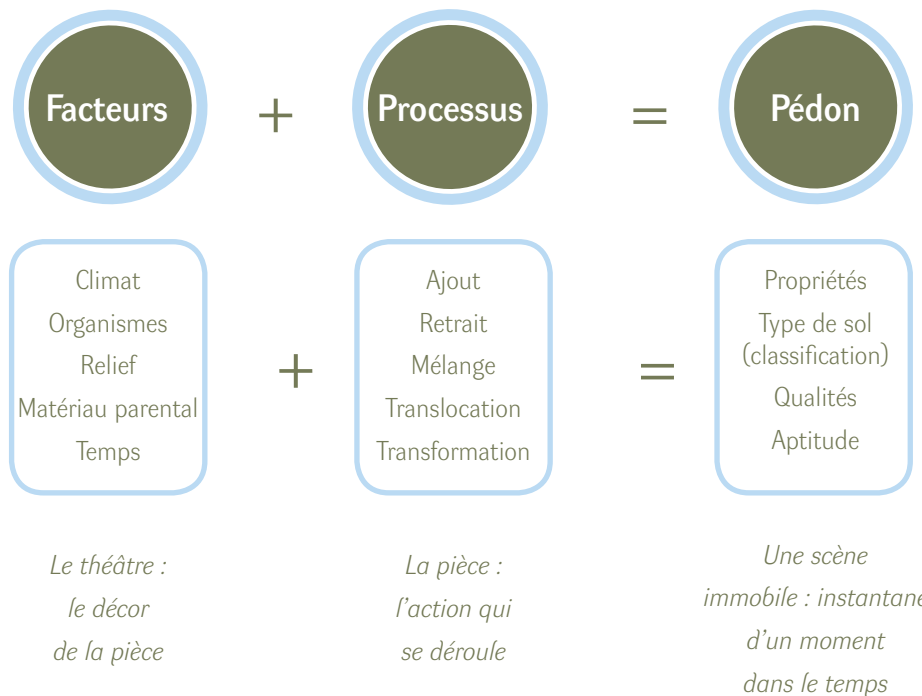 Facteurs + Processus = Pédon
Climat
Organismes
Relief
Matériau parental
Temps
+
Ajout
Retrait
Mélange
Translocation
Transformation
=
Propriétés
Type de sol
(classification)
Qualités
Aptitude
Le théâtre :
le décor
de la pièce
La pièce :
l’action qui
se déroule
Une scène
immobile : instantané
d’un moment
dans le temps